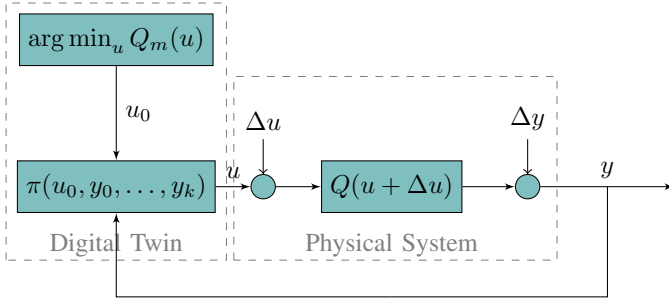 arg min_u Q_m(u)
u_0
Δu
Δy
π(u_0, y_0, . . . , y_k)
u
Q(u + Δu)
y
Digital Twin
Physical System